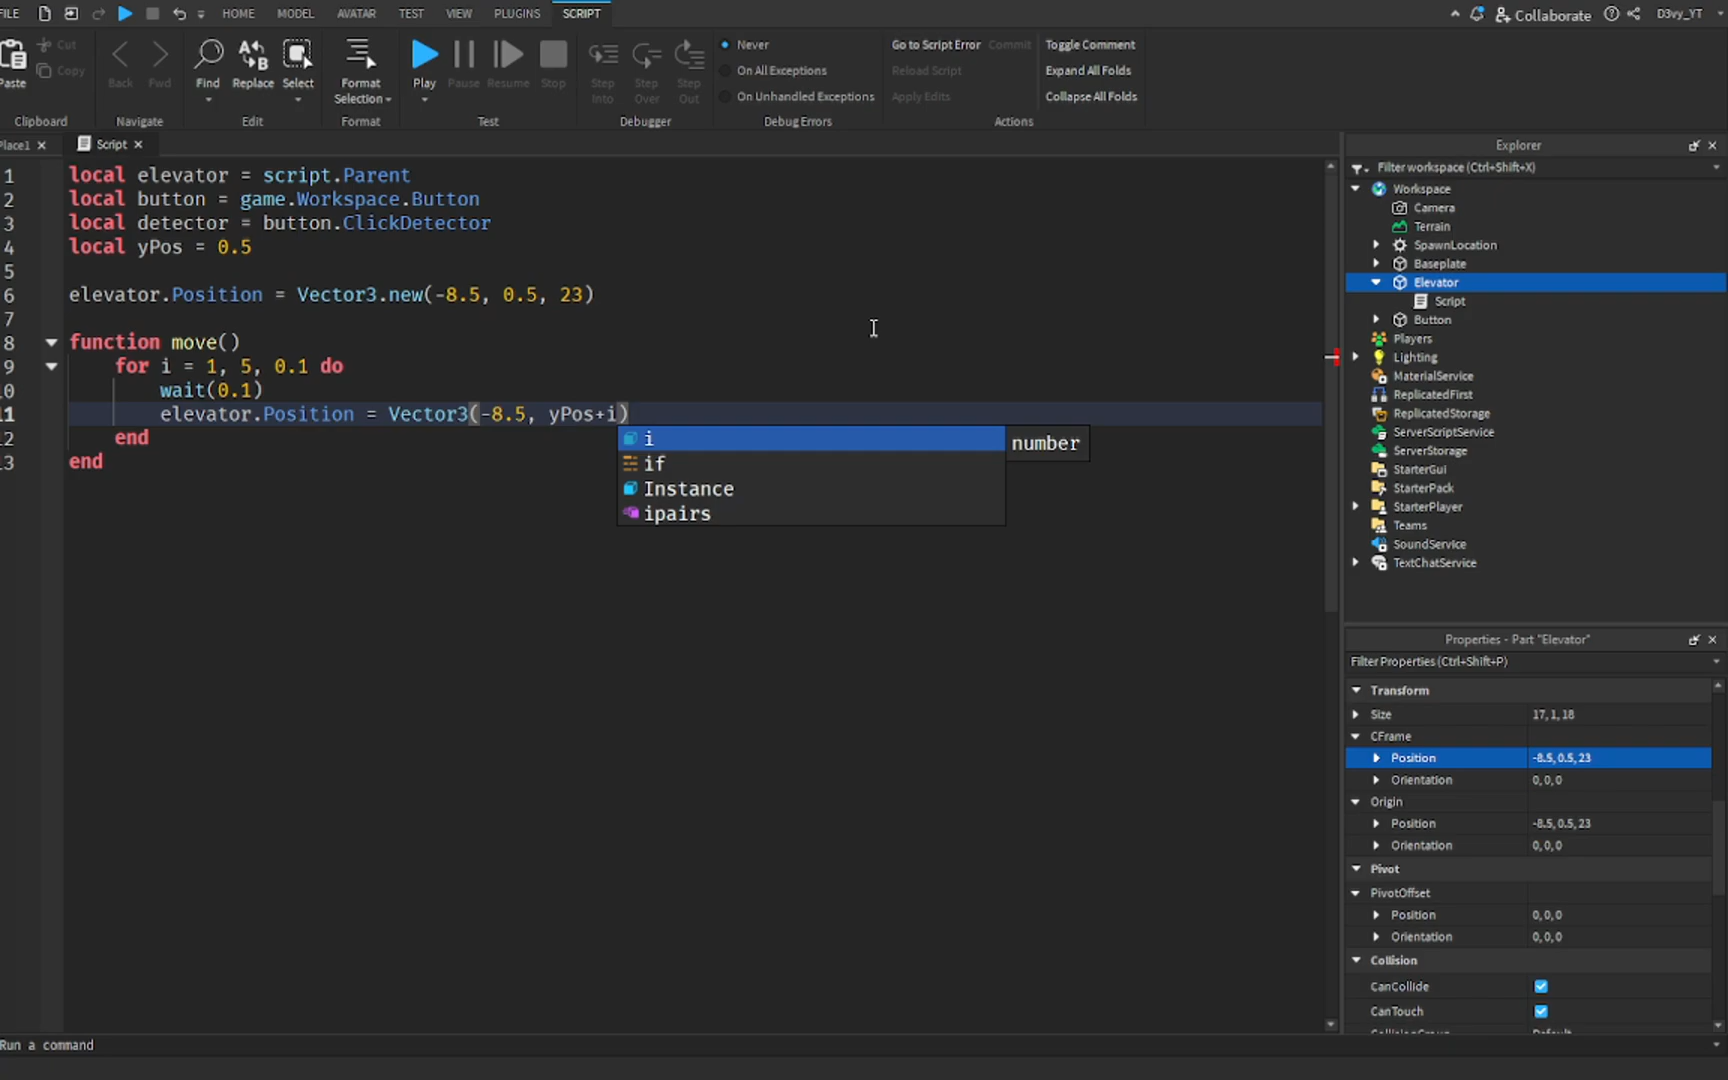 FILE HOME MODEL AVATAR TEST VIEW PLUGINS SCRIPT Collaborate D3vy_YT
Paste Cut Copy
Clipboard
Back Fwd
Navigate
Find Replace Select
Edit
Format Selection
Format
Play Pause Resume Stop
Test
Step Into Step Over Step Out
Debugger
Never
On All Exceptions
On Unhandled Exceptions
Debug Errors
Go to Script Error Commit Toggle Comment
Reload Script Expand All Folds
Apply Edits Collapse All Folds
Actions
Place1 Script
1 local elevator = script.Parent
2 local button = game.Workspace.Button
3 local detector = button.ClickDetector
4 local yPos = 0.5
5
6 elevator.Position = Vector3.new(-8.5, 0.5, 23)
7
8 function move()
9 for i = 1, 5, 0.1 do
10 wait(0.1)
11 elevator.Position = Vector3(-8.5, yPos+i)
12 end
13 end
i number
if
Instance
ipairs
Explorer
Filter workspace (Ctrl+Shift+X)
Workspace
Camera
Terrain
SpawnLocation
Baseplate
Elevator
Script
Button
Players
Lighting
MaterialService
ReplicatedFirst
ReplicatedStorage
ServerScriptService
ServerStorage
StarterGui
StarterPack
StarterPlayer
Teams
SoundService
TextChatService
Properties - Part "Elevator"
Filter Properties (Ctrl+Shift+P)
Transform
Size 17, 1, 18
CFrame
Position -8.5, 0.5, 23
Orientation 0, 0, 0
Origin
Position -8.5, 0.5, 23
Orientation 0, 0, 0
Pivot
PivotOffset
Position 0, 0, 0
Orientation 0, 0, 0
Collision
CanCollide
CanTouch
CollisionGroup Default
Run a command